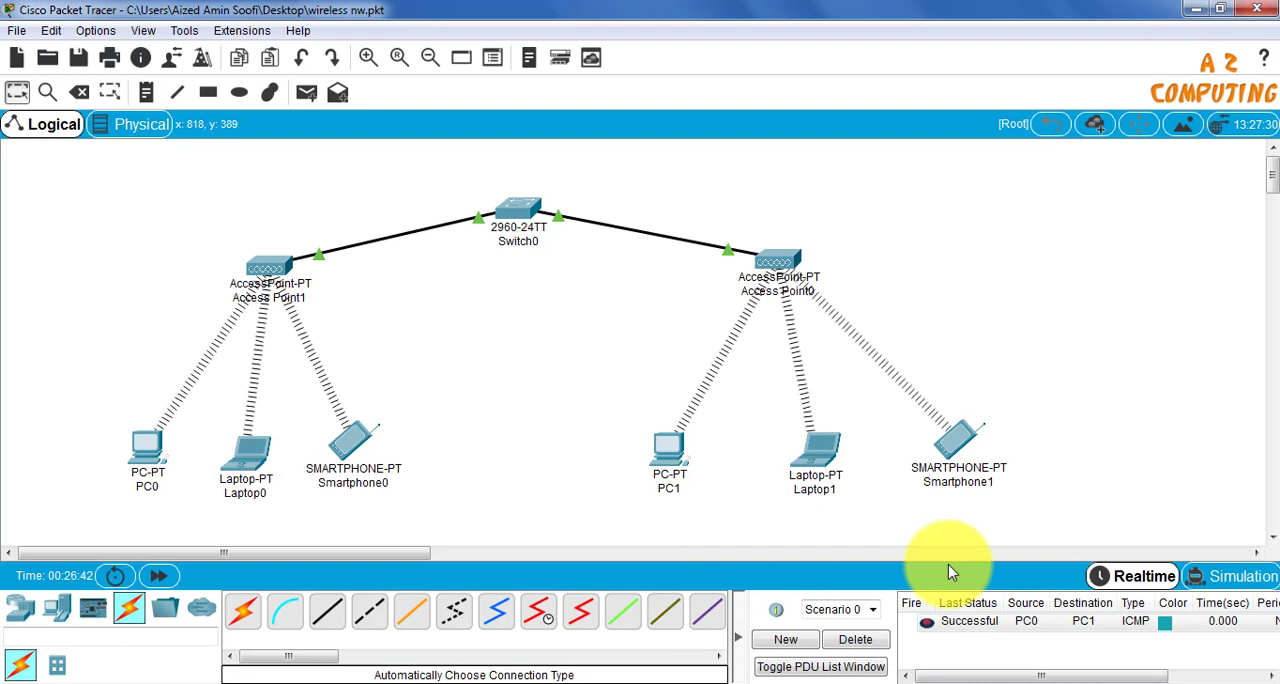 Cisco Packet Tracer - C:\Users\Aized Amin Soofi\Desktop\wireless nw.pkt
File Edit Options View Tools Extensions Help
A Z
COMPUTING
Logical Physical x: 818, y: 389 [Root] 13:27:30
2960-24TT
Switch0
AccessPoint-PT
Access Point1
AccessPoint-PT
Access Point0
PC-PT
PC0
Laptop-PT
Laptop0
SMARTPHONE-PT
Smartphone0
PC-PT
PC1
Laptop-PT
Laptop1
SMARTPHONE-PT
Smartphone1
Time: 00:26:42 Realtime Simulation
Scenario 0
New Delete
Toggle PDU List Window
Fire Last Status Source Destination Type Color Time(sec) Peri
Successful PC0 PC1 ICMP 0.000 N
Automatically Choose Connection Type